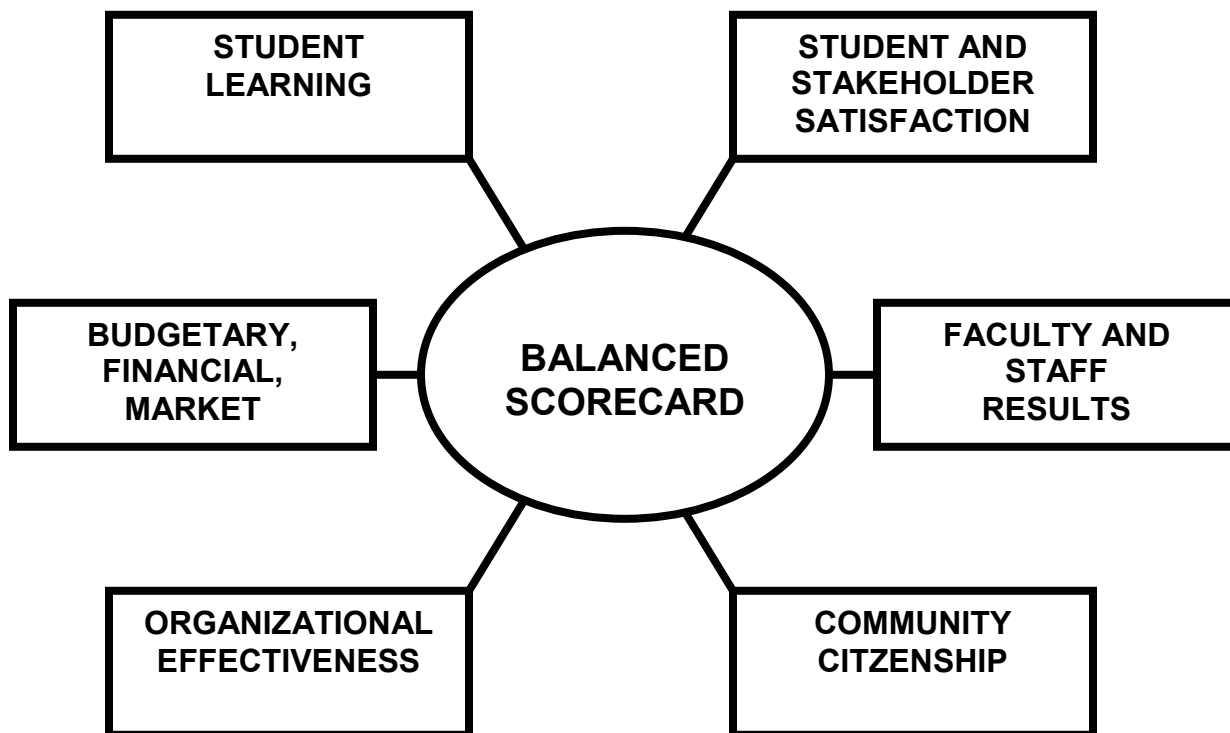 STUDENT
LEARNING
STUDENT AND
STAKEHOLDER
SATISFACTION
BUDGETARY,
FINANCIAL,
MARKET
BALANCED
SCORECARD
FACULTY AND
STAFF
RESULTS
ORGANIZATIONAL
EFFECTIVENESS
COMMUNITY
CITZENSHIP